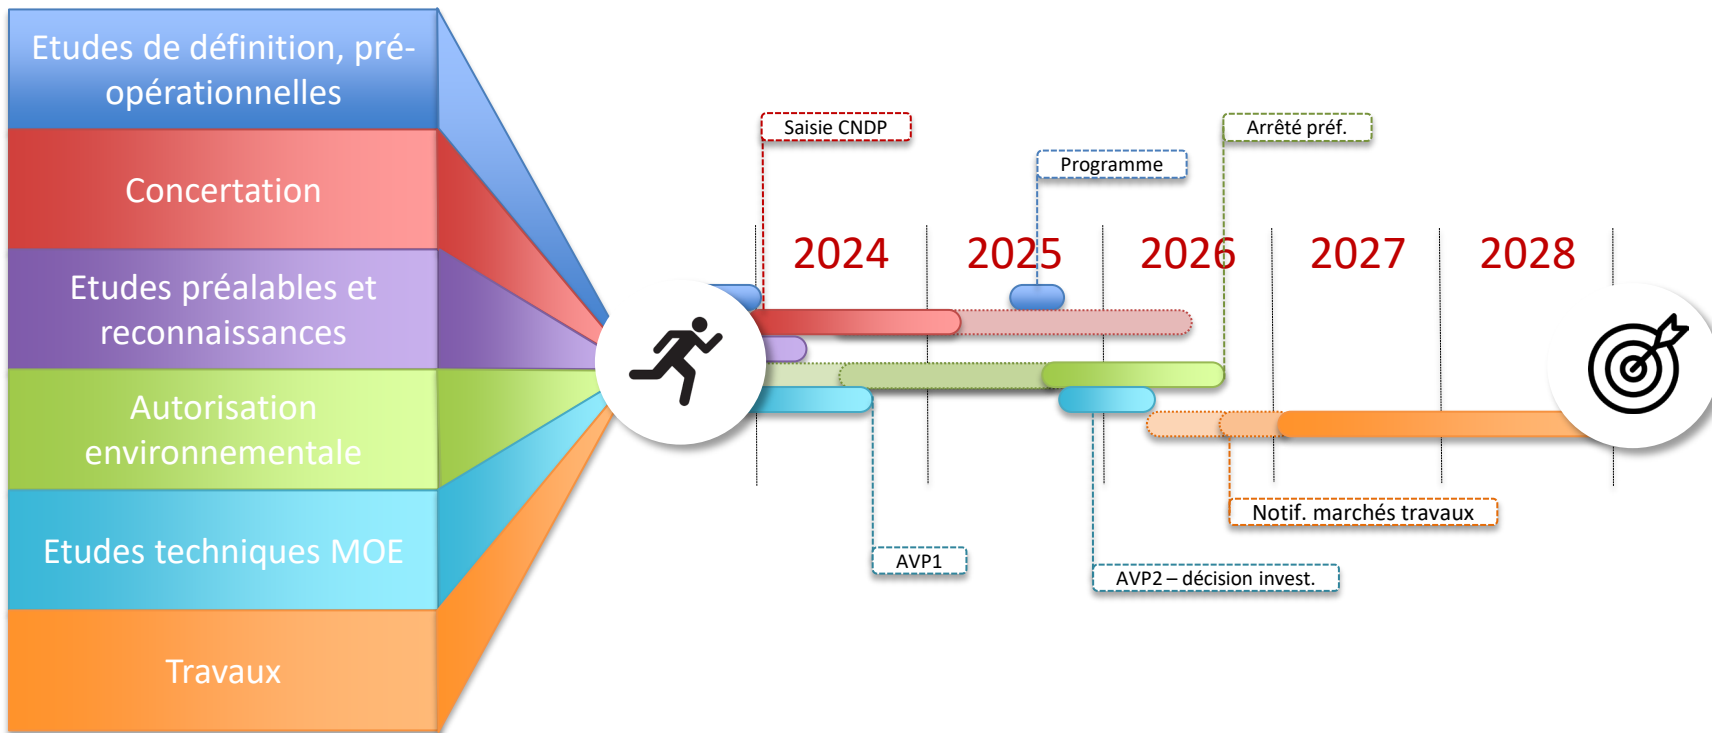 Etudes de définition, pré-
opérationnelles
Concertation
Etudes préalables et
reconnaissances
Autorisation
environnementale
Etudes techniques MOE
Travaux
Saisie CNDP
Arrêté préf.
Programme
2024
2025
2026
2027
2028
Notif. marchés travaux
AVP1
AVP2 – décision invest.